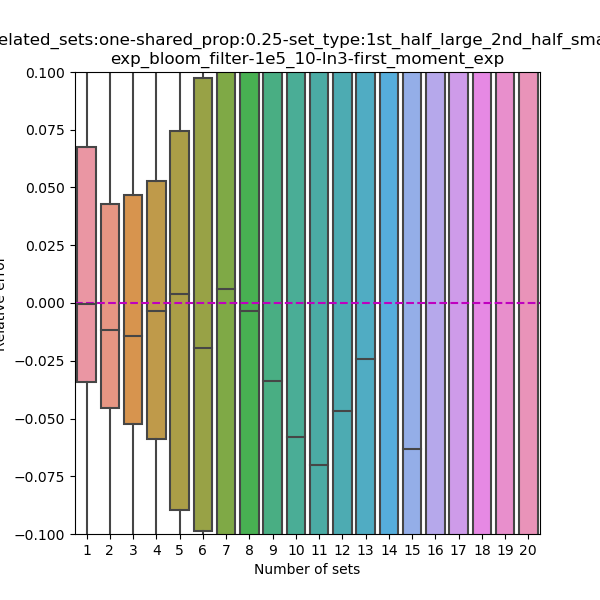 elated_sets:one-shared_prop:0.25-set_type:1st_half_large_2nd_half_sma
exp_bloom_filter-1e5_10-ln3-first_moment_exp
0.100
0.075
0.050
0.025
0.000
−0.025
−0.050
−0.075
−0.100
Relative error
1 2 3 4 5 6 7 8 9 10 11 12 13 14 15 16 17 18 19 20
Number of sets